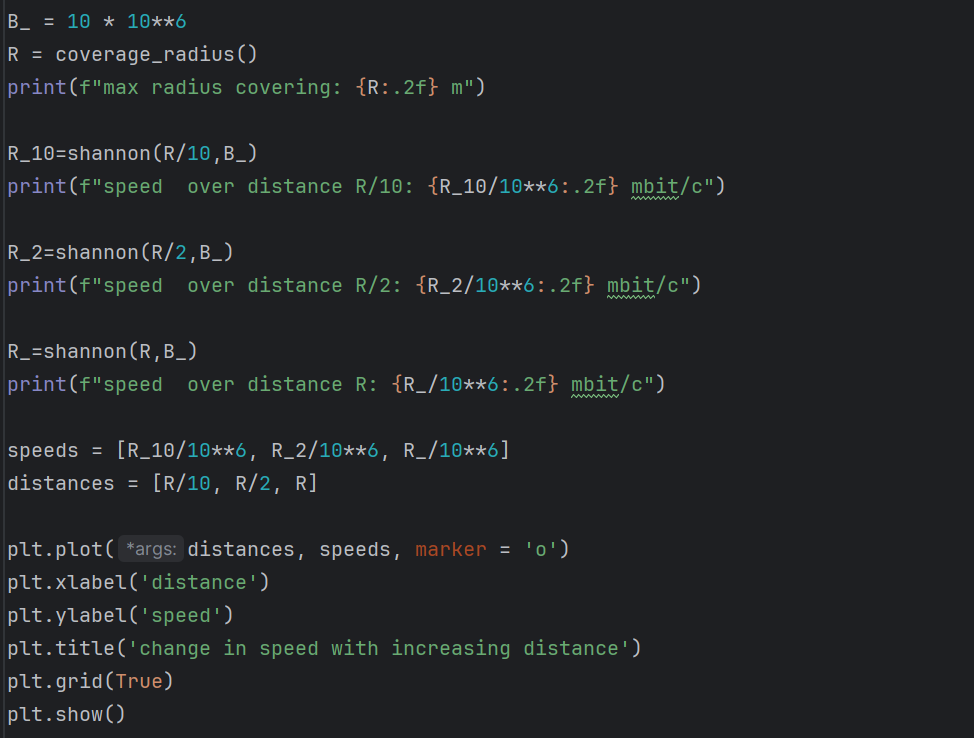 B_ = 10 * 10**6
R = coverage_radius()
print(f"max radius covering: {R:.2f} m")
R_10=shannon(R/10,B_)
print(f"speed  over distance R/10: {R_10/10**6:.2f} mbit/c")
R_2=shannon(R/2,B_)
print(f"speed  over distance R/2: {R_2/10**6:.2f} mbit/c")
R_=shannon(R,B_)
print(f"speed  over distance R: {R_/10**6:.2f} mbit/c")
speeds = [R_10/10**6, R_2/10**6, R_/10**6]
distances = [R/10, R/2, R]
plt.plot( *args: distances, speeds, marker = 'o')
plt.xlabel('distance')
plt.ylabel('speed')
plt.title('change in speed with increasing distance')
plt.grid(True)
plt.show()